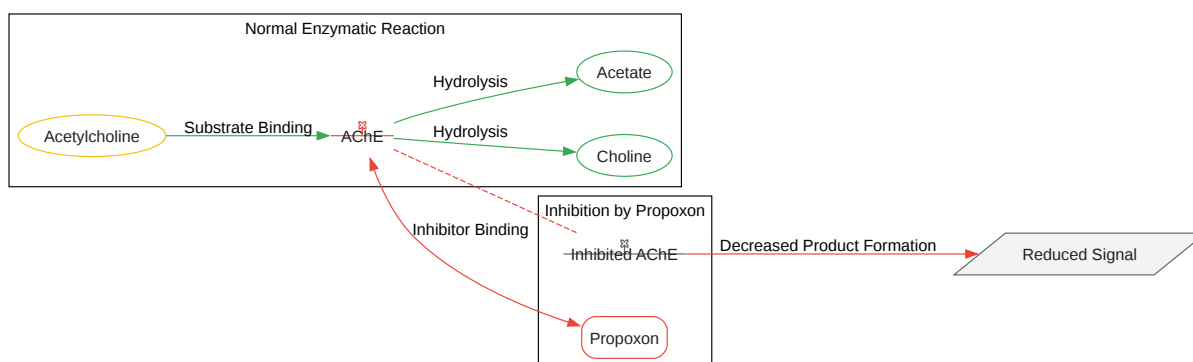 Normal Enzymatic Reaction
Acetate
Hydrolysis
Acetylcholine
Substrate Binding
AChE
Hydrolysis
Choline
Inhibition by Propoxon
Inhibitor Binding
Inhibited AChE
Decreased Product Formation
Reduced Signal
Propoxon